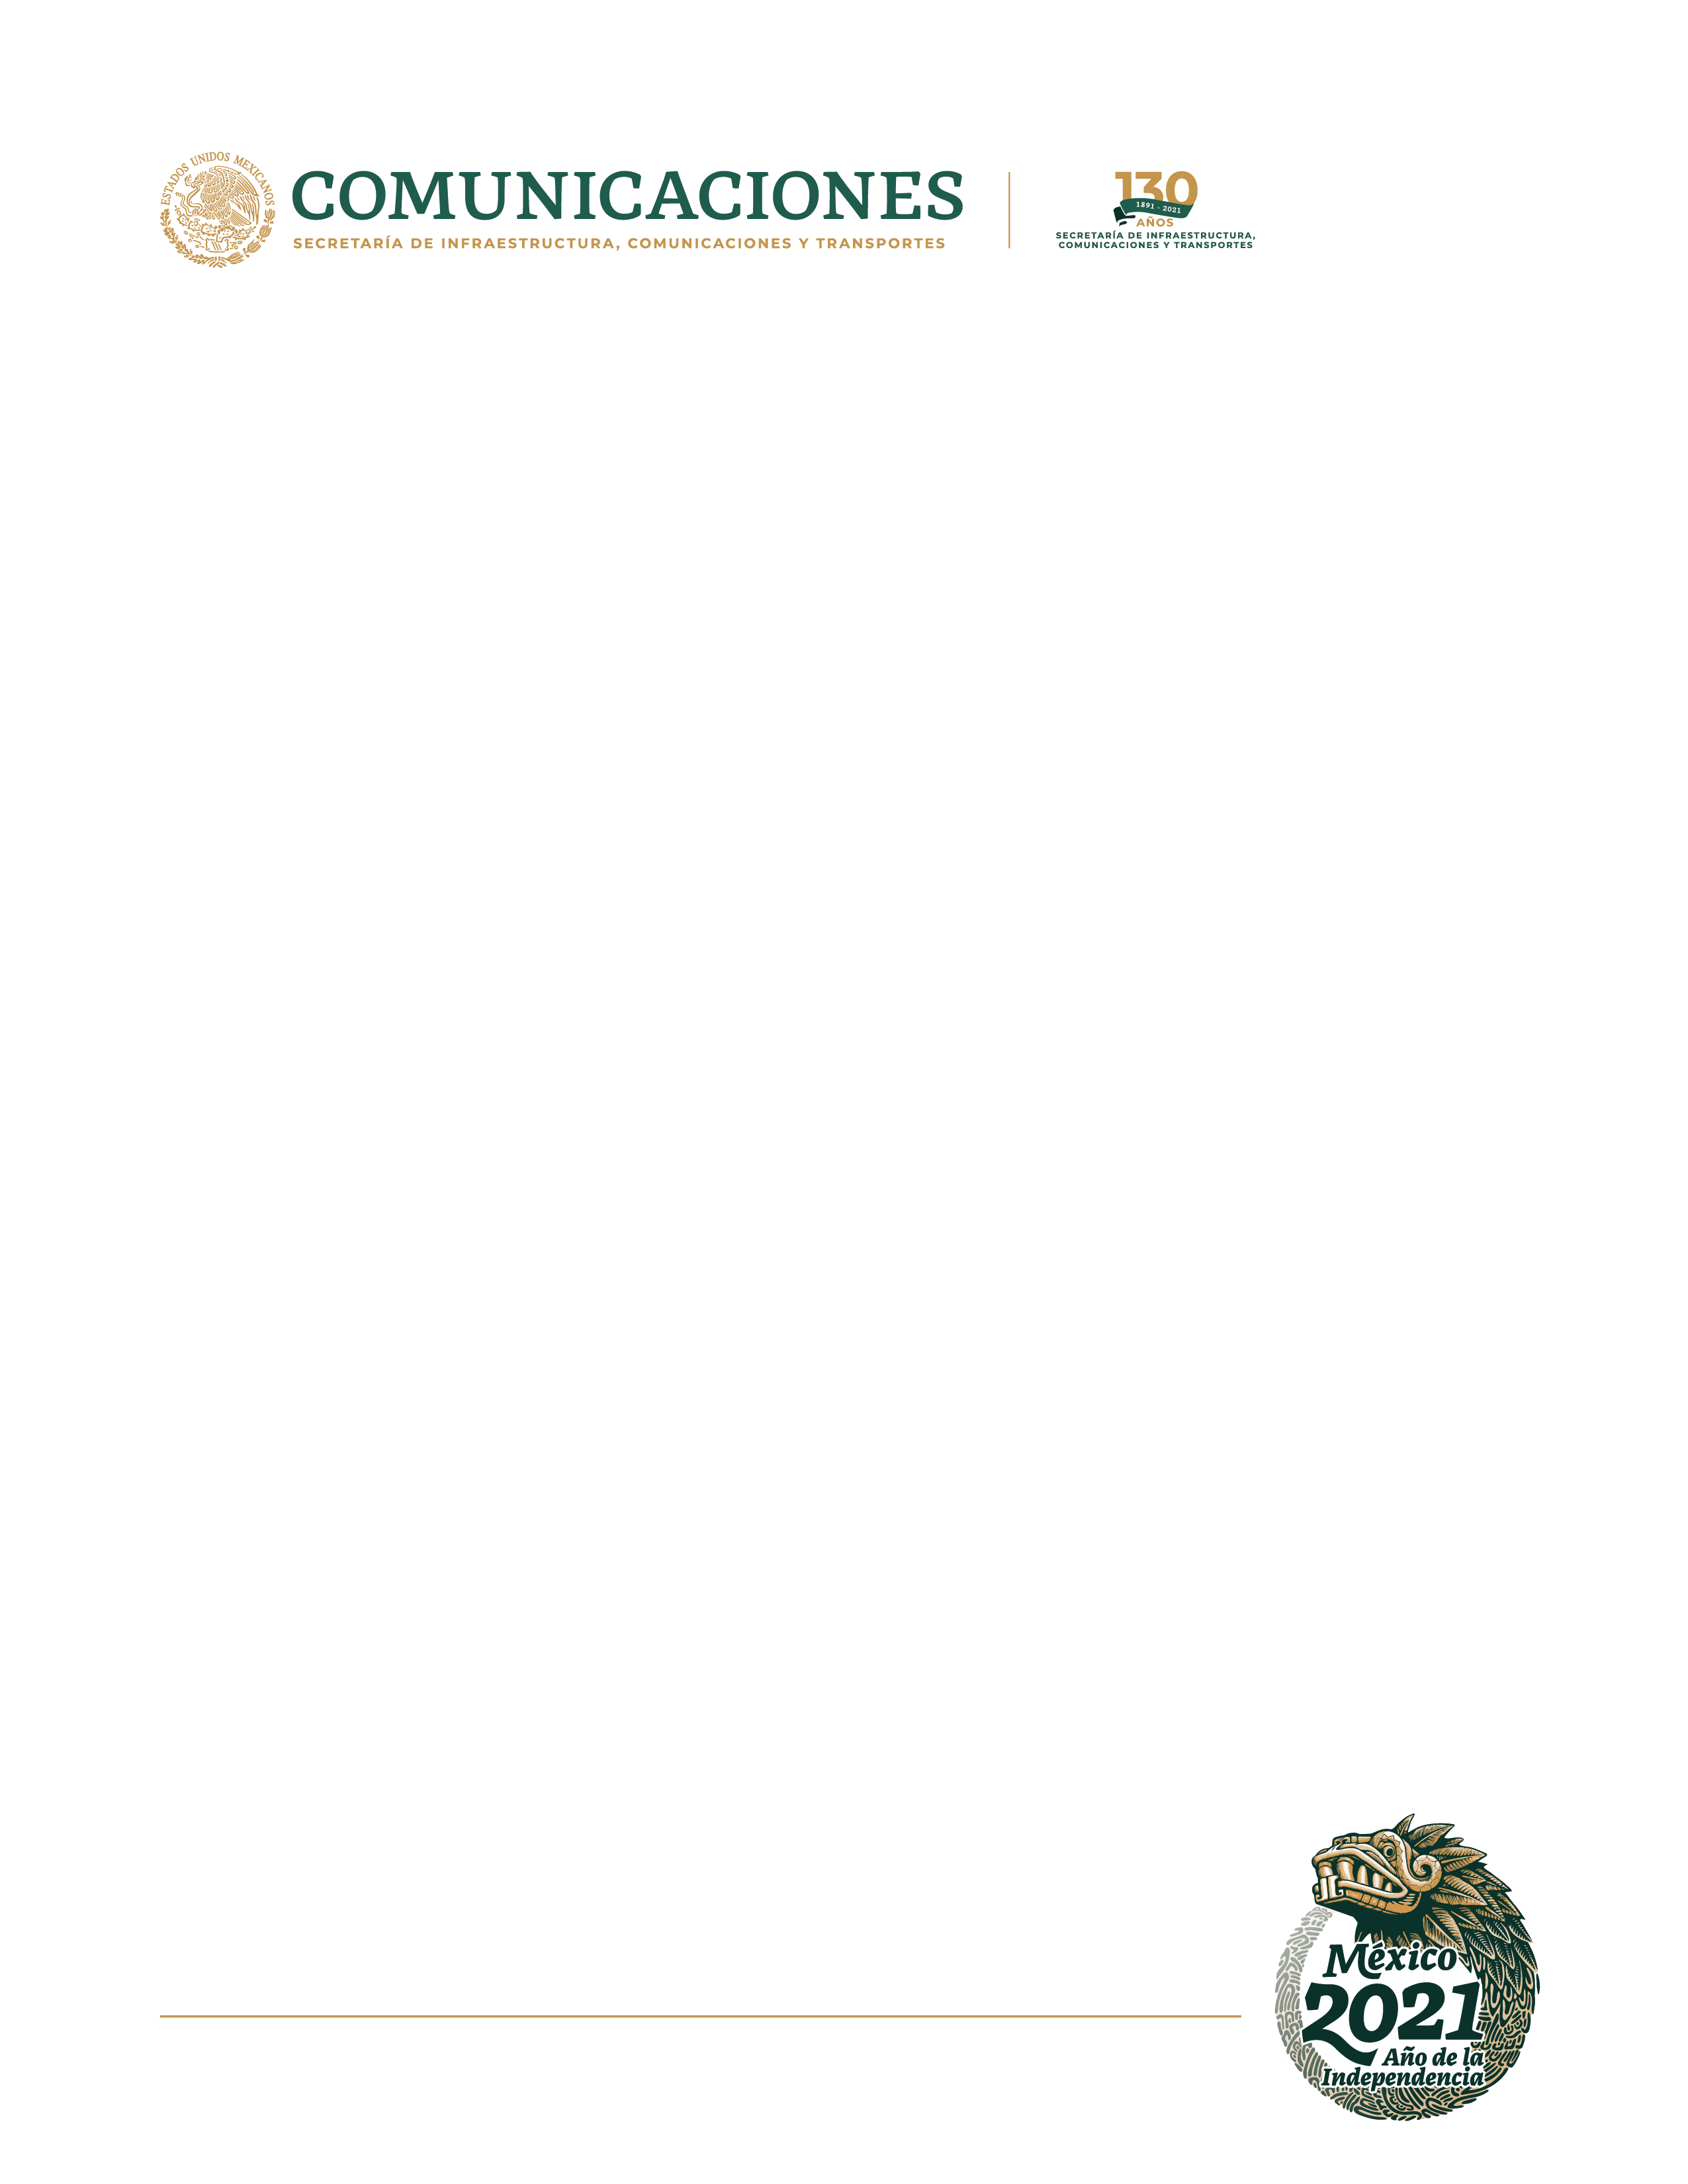 ESTADOS UNIDOS MEXICANOS
COMUNICACIONES
SECRETARÍA DE INFRAESTRUCTURA, COMUNICACIONES Y TRANSPORTES
130
1891 - 2021
AÑOS
SECRETARÍA DE INFRAESTRUCTURA,
COMUNICACIONES Y TRANSPORTES
México
2021
Año de la
Independencia